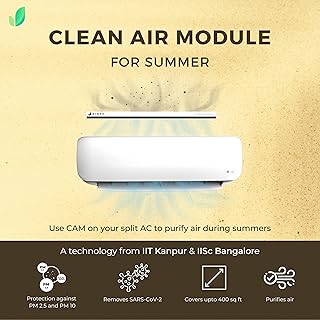 CLEAN AIR MODULE
FOR SUMMER
Use CAM on your split AC to purify air during summers
A technology from IIT Kanpur & IISc Bangalore
Protection against
PM 2.5 and PM 10
Removes SARS-CoV-2
Covers upto 400 sq ft
Purifies air